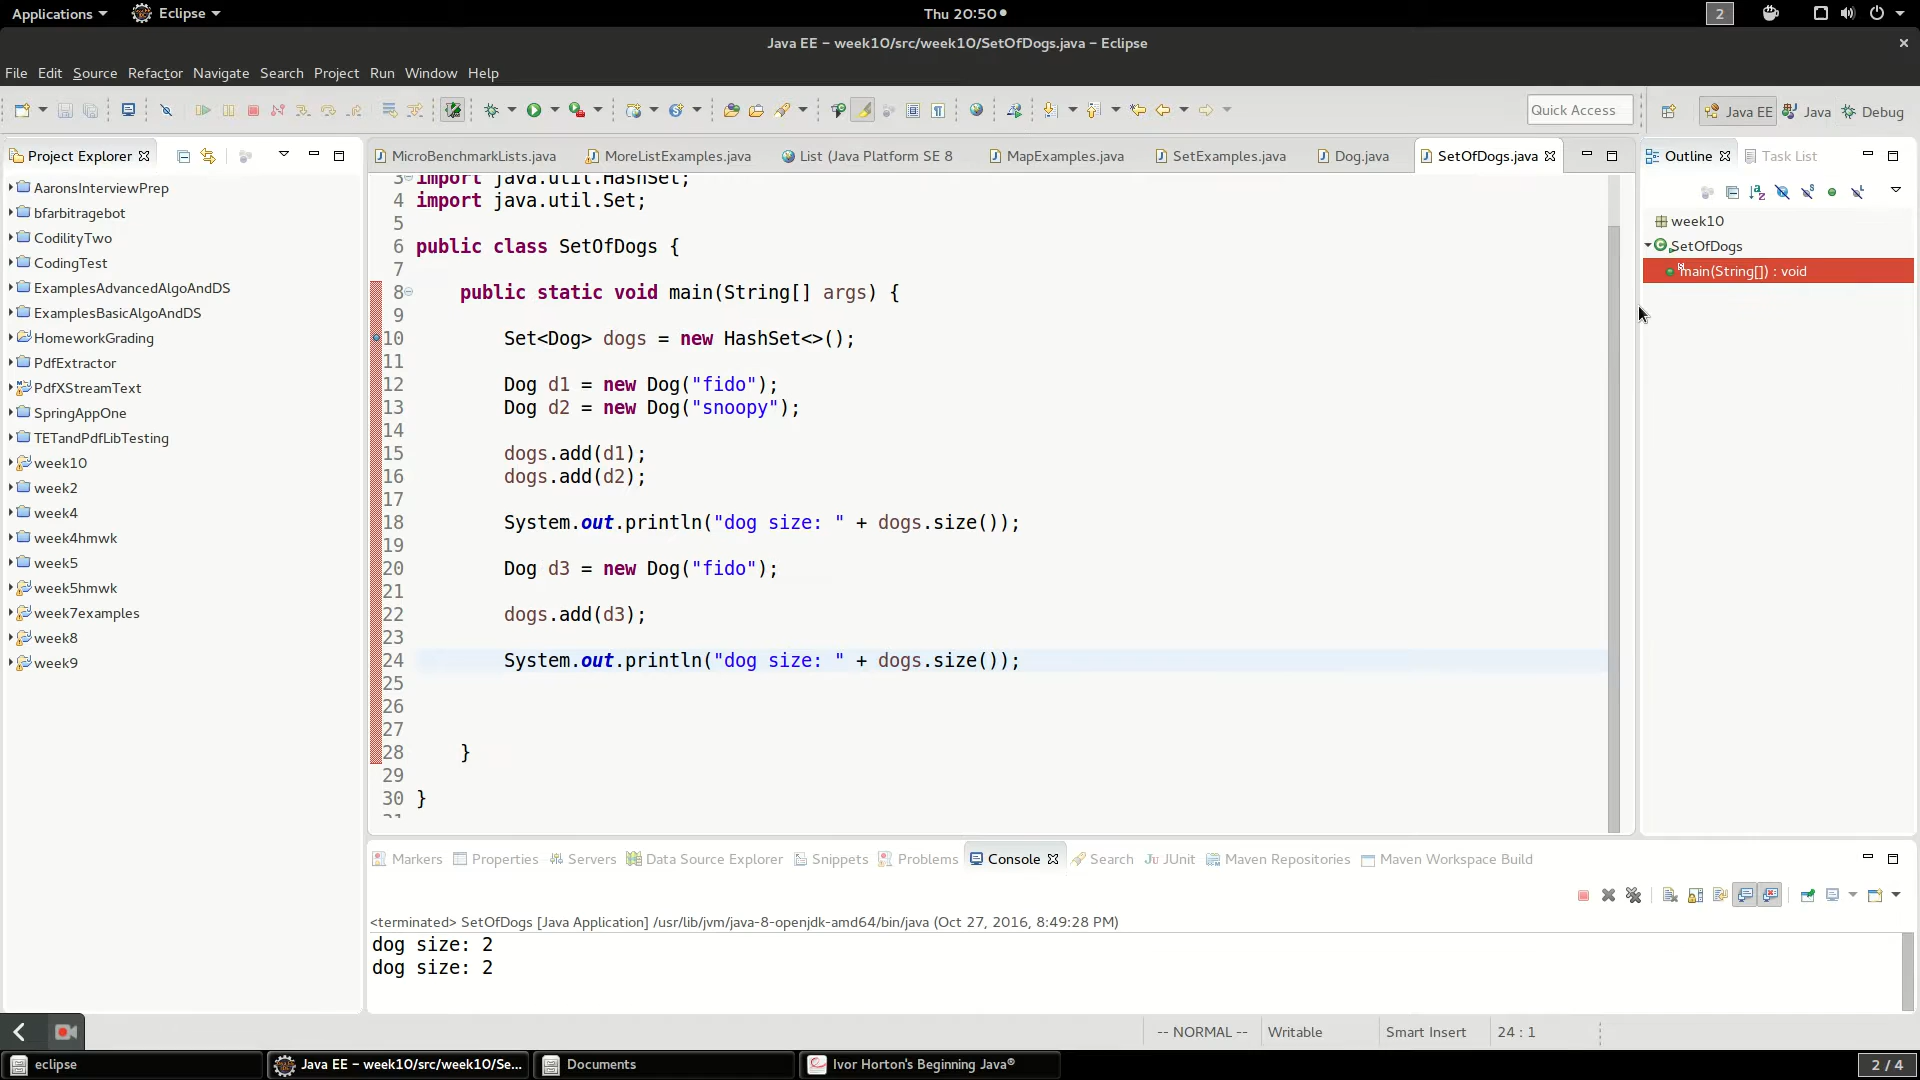 Applications Eclipse Thu 20:50 2
Java EE – week10/src/week10/SetOfDogs.java – Eclipse
File Edit Source Refactor Navigate Search Project Run Window Help
Quick Access Java EE Java Debug
Project Explorer
AaronsInterviewPrep
bfarbitragebot
CodilityTwo
CodingTest
ExamplesAdvancedAlgoAndDS
ExamplesBasicAlgoAndDS
HomeworkGrading
PdfExtractor
PdfXStreamText
SpringAppOne
TETandPdfLibTesting
week10
week2
week4
week4hmwk
week5
week5hmwk
week7examples
week8
week9
MicroBenchmarkLists.java MoreListExamples.java List (Java Platform SE 8 MapExamples.java SetExamples.java Dog.java SetOfDogs.java
3 import java.util.HashSet;
4 import java.util.Set;
5
6 public class SetOfDogs {
7
8 public static void main(String[] args) {
9
10 Set<Dog> dogs = new HashSet<>();
11
12 Dog d1 = new Dog("fido");
13 Dog d2 = new Dog("snoopy");
14
15 dogs.add(d1);
16 dogs.add(d2);
17
18 System.out.println("dog size: " + dogs.size());
19
20 Dog d3 = new Dog("fido");
21
22 dogs.add(d3);
23
24 System.out.println("dog size: " + dogs.size());
25
26
27
28 }
29
30 }
31
Outline Task List
week10
SetOfDogs
main(String[]) : void
Markers Properties Servers Data Source Explorer Snippets Problems Console Search JUnit Maven Repositories Maven Workspace Build
<terminated> SetOfDogs [Java Application] /usr/lib/jvm/java-8-openjdk-amd64/bin/java (Oct 27, 2016, 8:49:28 PM)
dog size: 2
dog size: 2
-- NORMAL -- Writable Smart Insert 24 : 1
eclipse Java EE – week10/src/week10/Se... Documents Ivor Horton's Beginning Java® 2 / 4